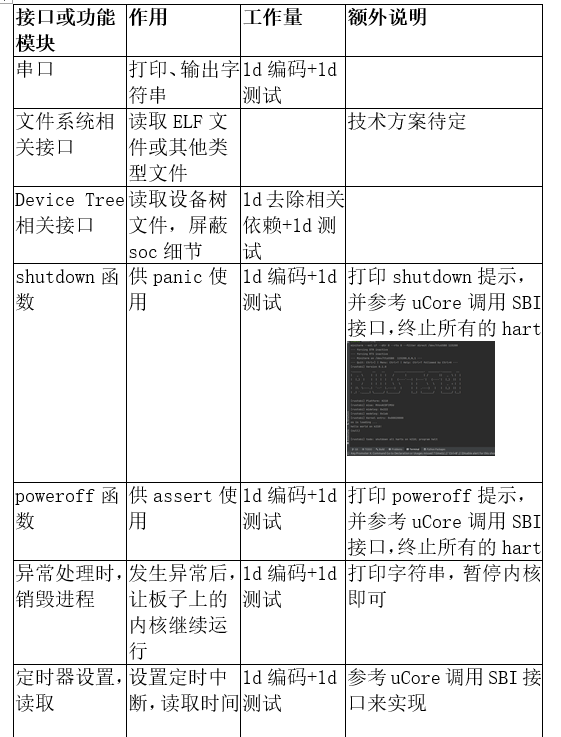 接口或功能 作用 工作量 额外说明
模块
串口 打印、输出字 1d 编码+1d
符串 测试
文件系统相 读取 ELF 文 技术方案待定
关接口 件或其他类
型文件
Device Tree 读取设备树 1d 去除相关
相关接口 文件，屏蔽 依赖+1d 测
soc 细节 试
shutdown 函 供 panic 使 1d 编码+1d 打印 shutdown 提示，
数 用 测试 并参考 uCore 调用 SBI
接口，终止所有的 hart
poweroff 函 供 assert 使 1d 编码+1d 打印 poweroff 提示，
数 用 测试 并参考 uCore 调用 SBI
接口，终止所有的 hart
异常处理时， 发生异常后， 1d 编码+1d 打印字符串，暂停内核
销毁进程 让板子上的 测试 即可
内核继续运
行
定时器设置， 设置定时中 1d 编码+1d 参考 uCore 调用 SBI 接
读取 断，读取时间 测试 口来实现